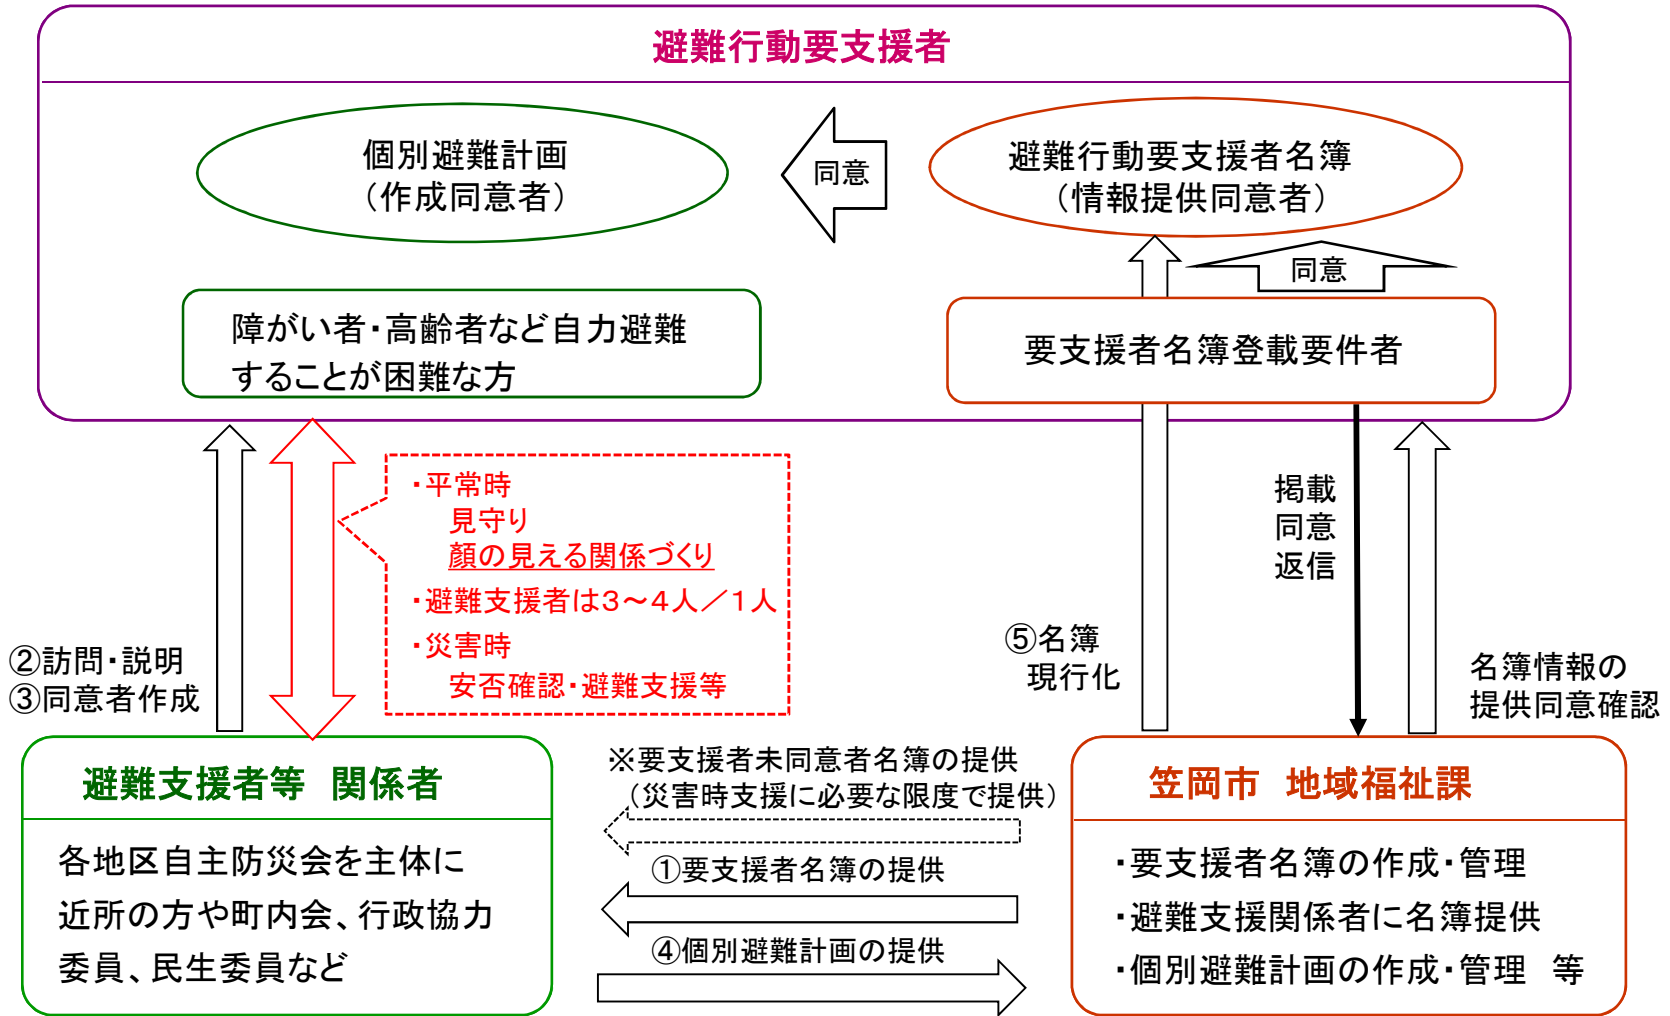 避難行動要支援者
個別避難計画
（作成同意者）
同意
避難行動要支援者名簿
（情報提供同意者）
同意
障がい者・高齢者など自力避難
することが困難な方
要支援者名簿登載要件者
・平常時
見守り
顔の見える関係づくり
・避難支援者は３～４人／１人
・災害時
安否確認・避難支援等
掲載
同意
返信
②訪問・説明
③同意者作成
⑤名簿
現行化
名簿情報の
提供同意確認
避難支援者等　関係者
各地区自主防災会を主体に
近所の方や町内会、行政協力
委員、民生委員など
※要支援者未同意者名簿の提供
（災害時支援に必要な限度で提供）
①要支援者名簿の提供
④個別避難計画の提供
笠岡市　地域福祉課
・要支援者名簿の作成・管理
・避難支援関係者に名簿提供
・個別避難計画の作成・管理　等